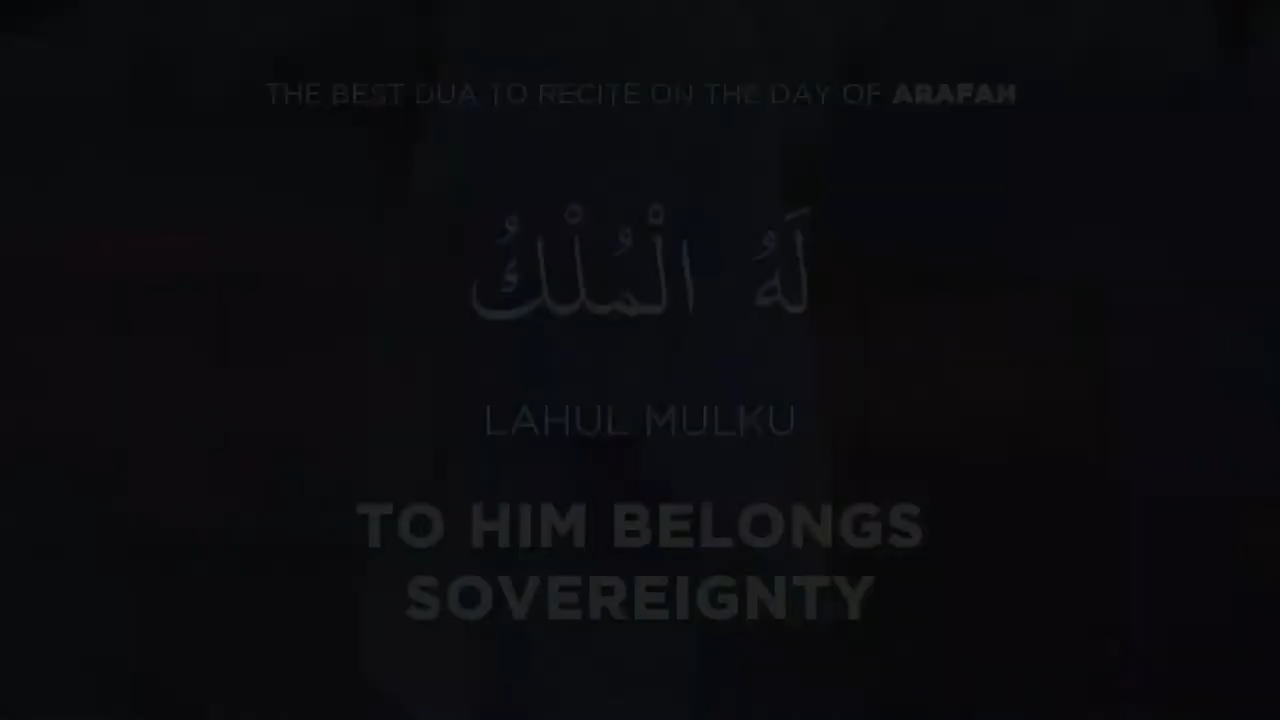 THE BEST DUA TO RECITE ON THE DAY OF ARAFAH
لَهُ الْمُلْكُ
LAHUL MULKU
TO HIM BELONGS
SOVEREIGNTY